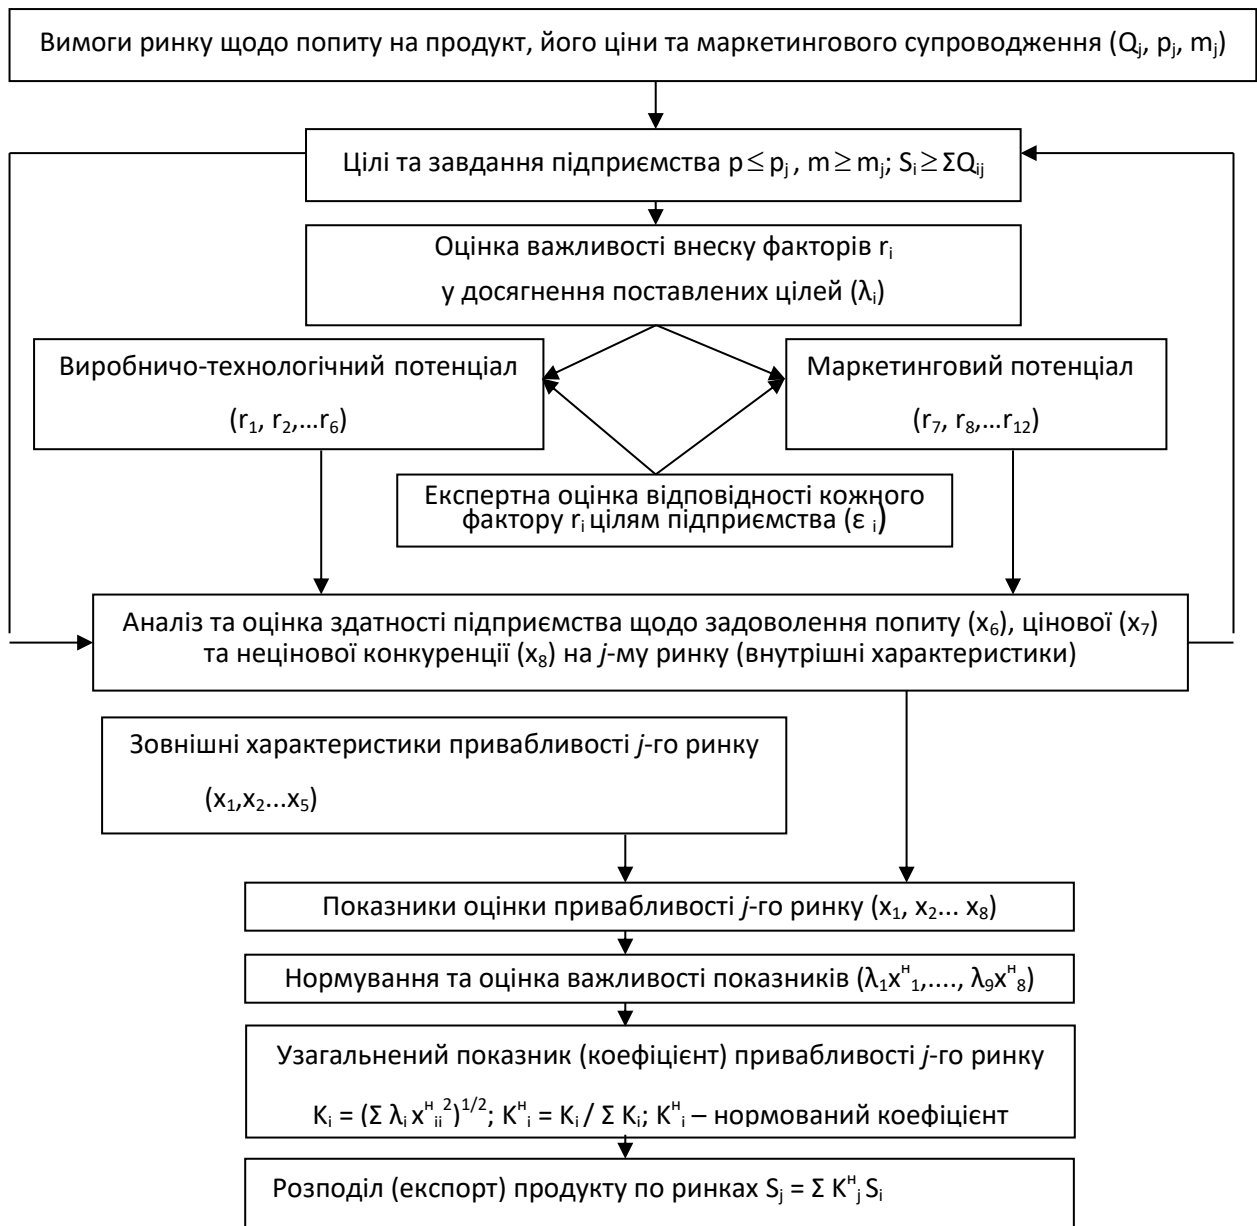 Вимоги ринку щодо попиту на продукт, його ціни та маркетингового супроводження (Qj, pj, mj)
Цілі та завдання підприємства p ≤ pj , m ≥ mj; Si ≥ ΣQij
Оцінка важливості внеску факторів ri
у досягнення поставлених цілей (λi)
Виробничо-технологічний потенціал
(r1, r2,...r6)
Маркетинговий потенціал
(r7, r8,...r12)
Експертна оцінка відповідності кожного
фактору ri цілям підприємства (ε i)
Аналіз та оцінка здатності підприємства щодо задоволення попиту (x6), цінової (x7)
та нецінової конкуренції (x8) на j-му ринку (внутрішні характеристики)
Зовнішні характеристики привабливості j-го ринку
(x1,x2...x5)
Показники оцінки привабливості j-го ринку (x1, x2... x8)
Нормування та оцінка важливості показників (λ1xн1,...., λ9xн8)
Узагальнений показник (коефіцієнт) привабливості j-го ринку
Ki = (Σ λi xнii2)1/2; Kнi = Ki / Σ Ki; Kнi – нормований коефіцієнт
Розподіл (експорт) продукту по ринках Sj = Σ Kнj Si